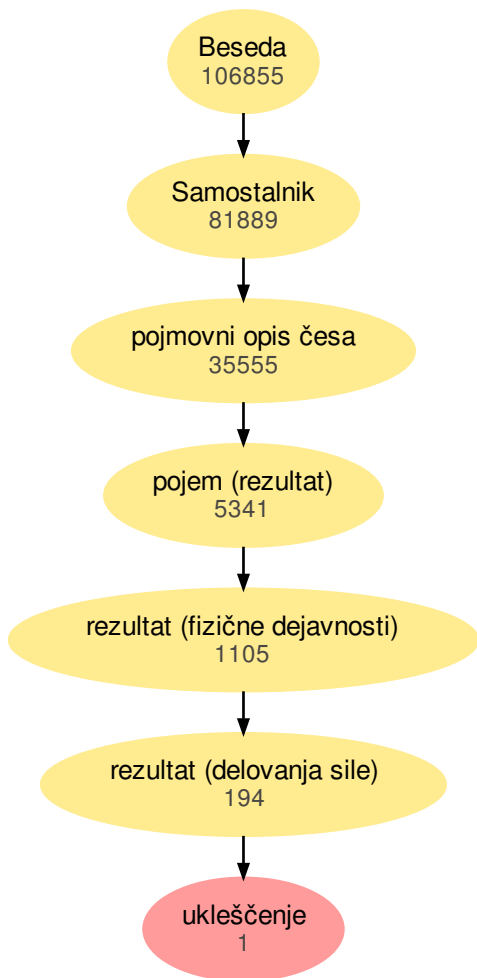 Beseda
106855
Samostalnik
81889
pojmovni opis česa
35555
pojem (rezultat)
5341
rezultat (fizične dejavnosti)
1105
rezultat (delovanja sile)
194
ukleščenje
1